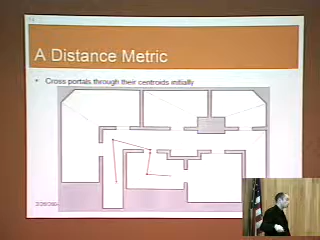 A Distance Metric
• Cross portals through their centroids initially